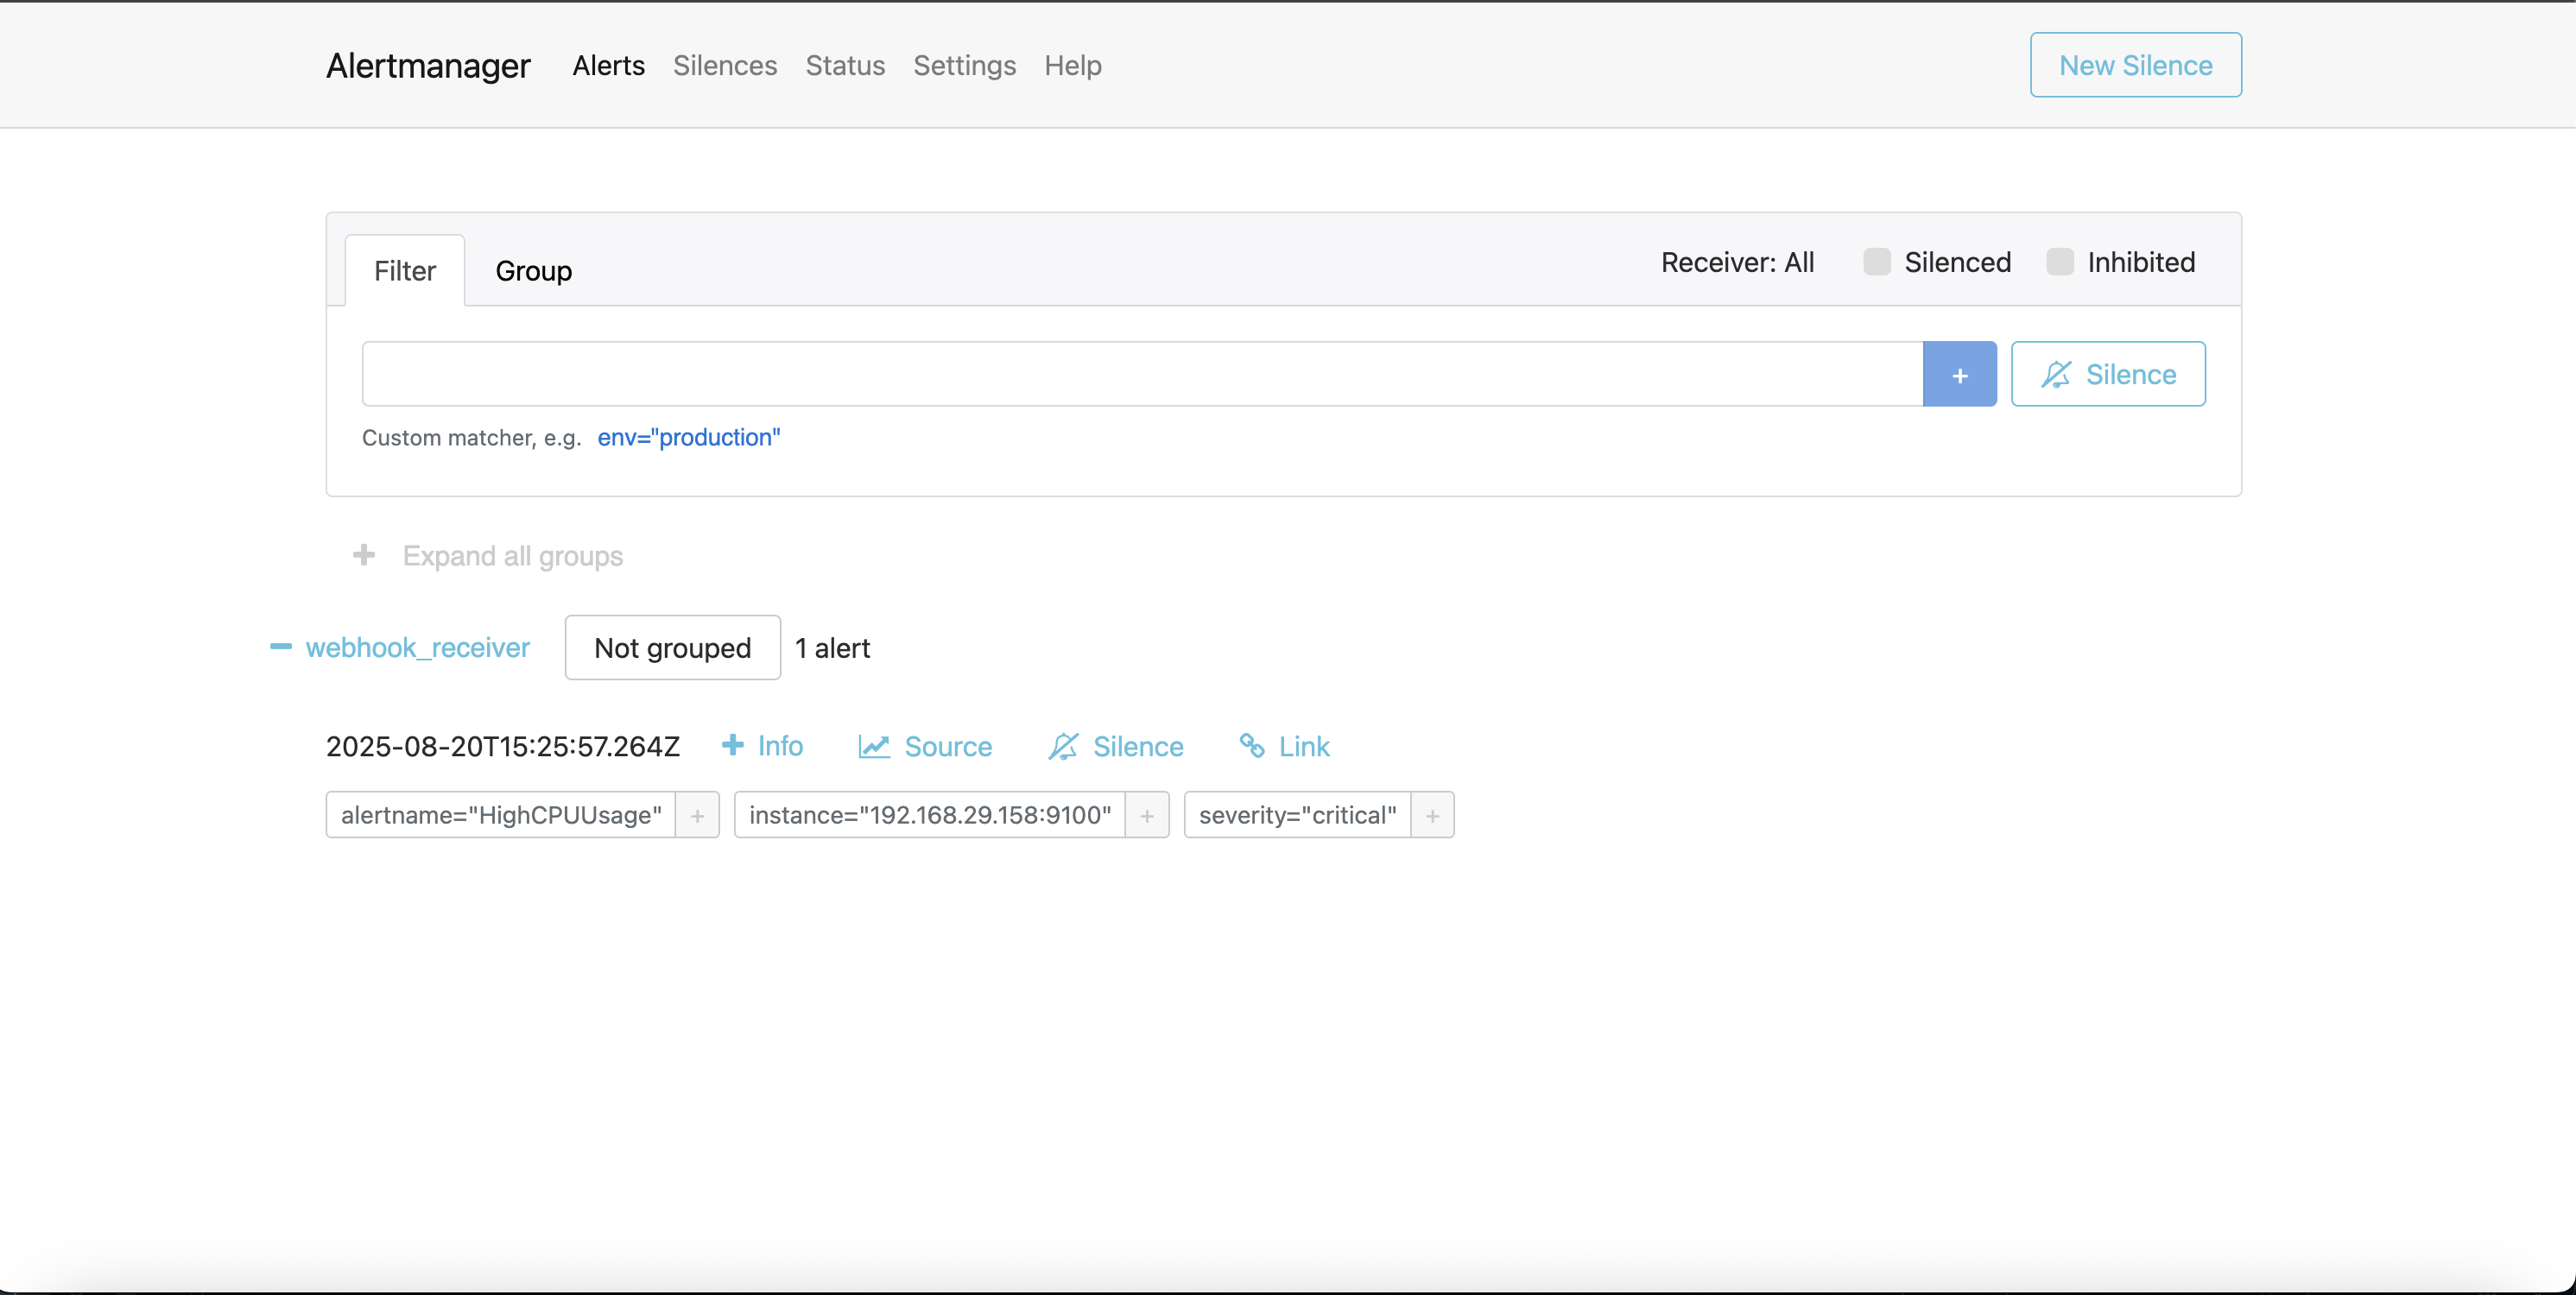 Alertmanager Alerts Silences Status Settings Help New Silence
Filter Group Receiver: All Silenced Inhibited
+ Silence
Custom matcher, e.g. env="production"
+ Expand all groups
webhook_receiver Not grouped 1 alert
2025-08-20T15:25:57.264Z + Info Source Silence Link
alertname="HighCPUUsage" + instance="192.168.29.158:9100" + severity="critical" +